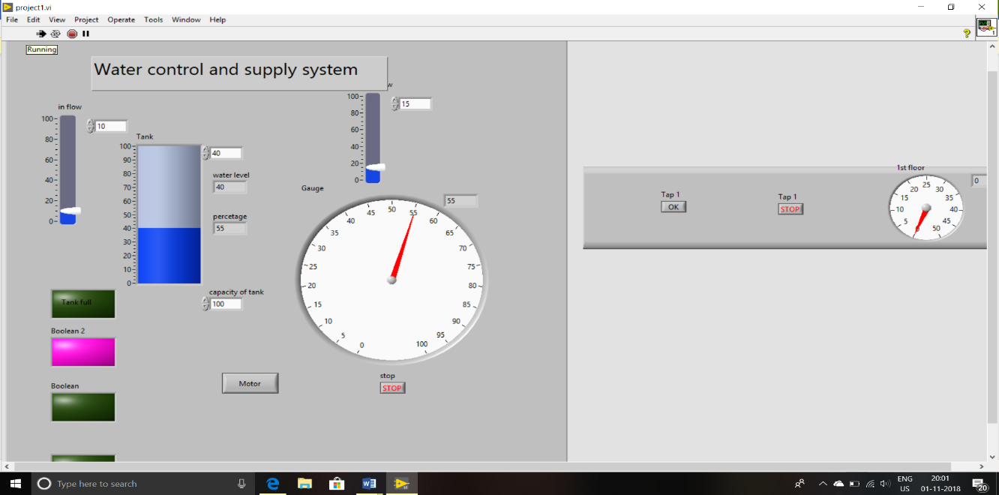 project1.vi
File Edit View Project Operate Tools Window Help
Running
Water control and supply system
w
in flow
100
80
60
40
20
0
10
Tank
100
90
80
70
60
50
40
30
20
10
0
40
water level
40
percetage
55
capacity of tank
100
100
80
60
40
20
0
15
Gauge
55
0
5
10
15
20
25
30
35
40
45
50
55
60
65
70
75
80
85
90
95
100
Tank full
Boolean 2
Boolean
Motor
stop
STOP
Tap 1
OK
Tap 1
STOP
1st floor
0
5
10
15
20
25
30
35
40
45
50
0
Type here to search
ENG
US
20:01
01-11-2018
20